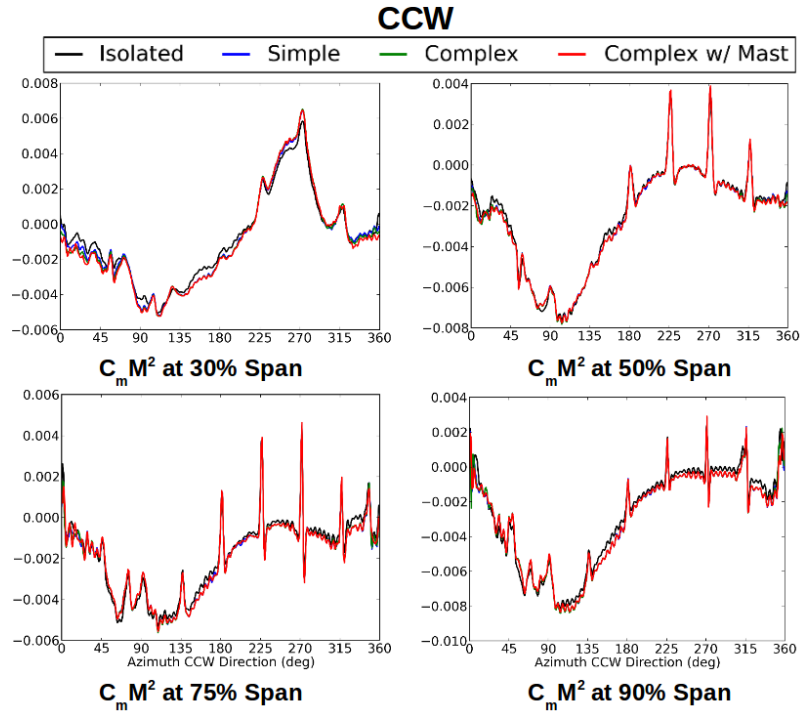 CCW
Isolated Simple Complex Complex w/ Mast
0.008
0.006
0.004
0.002
0.000
−0.002
−0.004
−0.006
0 45 90 135 180 225 270 315 360
CmM² at 30% Span
0.004
0.002
0.000
−0.002
−0.004
−0.006
−0.008
0 45 90 135 180 225 270 315 360
CmM² at 50% Span
0.006
0.004
0.002
0.000
−0.002
−0.004
−0.006
0 45 90 135 180 225 270 315 360
Azimuth CCW Direction (deg)
CmM² at 75% Span
0.004
0.002
0.000
−0.002
−0.004
−0.006
−0.008
−0.010
0 45 90 135 180 225 270 315 360
Azimuth CCW Direction (deg)
CmM² at 90% Span